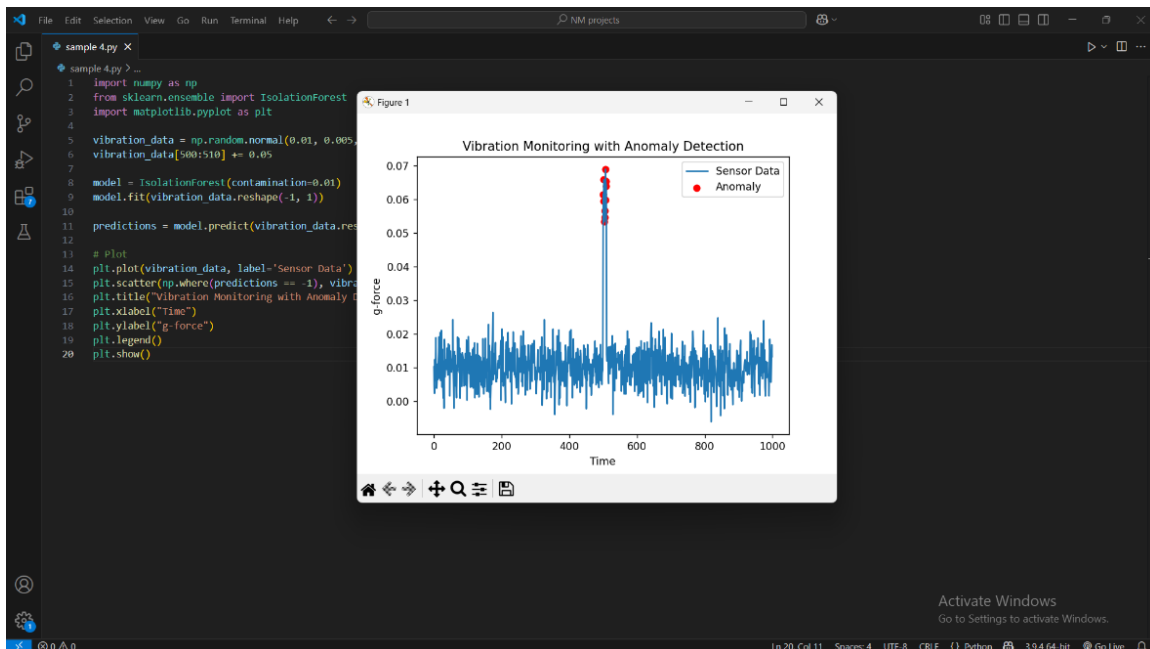 File Edit Selection View Go Run Terminal Help
NM projects
sample 4.py
sample 4.py > ...
1 import numpy as np
2 from sklearn.ensemble import IsolationForest
3 import matplotlib.pyplot as plt
4
5 vibration_data = np.random.normal(0.01, 0.005,
6 vibration_data[500:510] += 0.05
7
8 model = IsolationForest(contamination=0.01)
9 model.fit(vibration_data.reshape(-1, 1))
10
11 predictions = model.predict(vibration_data.res
12
13 # Plot
14 plt.plot(vibration_data, label='Sensor Data')
15 plt.scatter(np.where(predictions == -1), vibra
16 plt.title("Vibration Monitoring with Anomaly D
17 plt.xlabel("Time")
18 plt.ylabel("g-force")
19 plt.legend()
20 plt.show()
Figure 1
Vibration Monitoring with Anomaly Detection
Sensor Data
Anomaly
g-force
0.07
0.06
0.05
0.04
0.03
0.02
0.01
0.00
0 200 400 600 800 1000
Time
Activate Windows
Go to Settings to activate Windows.
0 0 Ln 20, Col 11 Spaces: 4 UTF-8 CRLF Python 3.9.4 64-bit Go Live